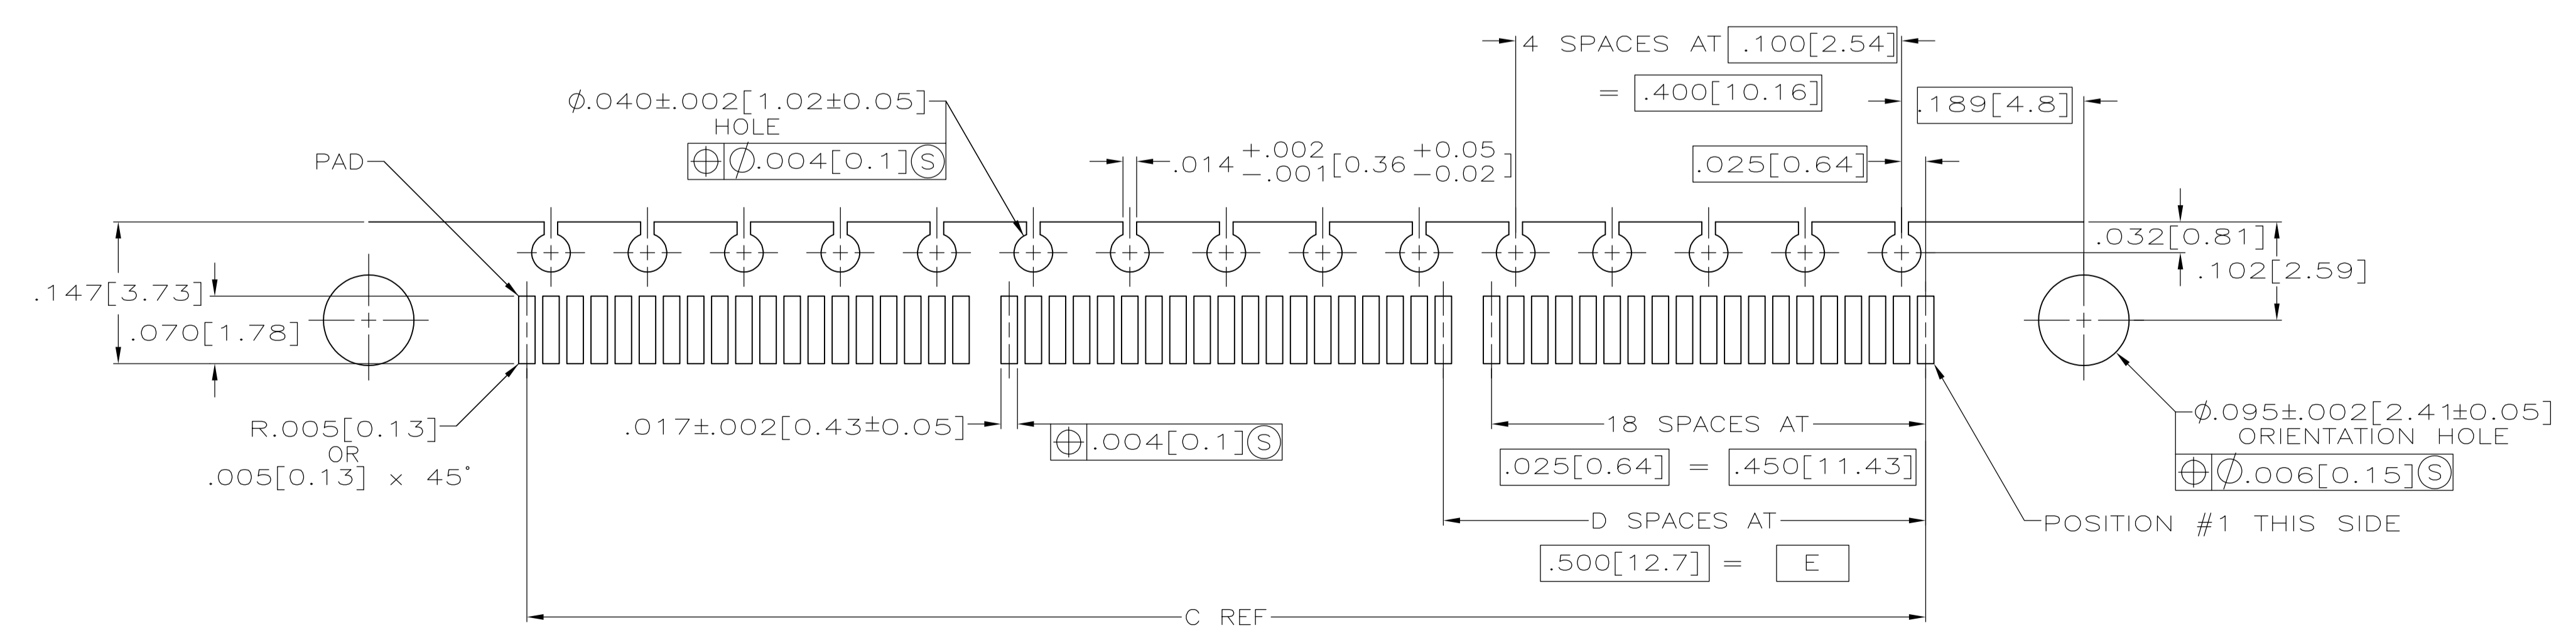 4 SPACES AT .100[2.54]
= .400[10.16]
.189[4.8]
⌀.040±.002[1.02±0.05]
HOLE
⌖ ⌀.004[0.1]Ⓢ
PAD
.014 +.002 -.001 [0.36 +0.05 -0.02]
.025[0.64]
.032[0.81]
.102[2.59]
.147[3.73]
.070[1.78]
R.005[0.13]
OR
.005[0.13] × 45°
.017±.002[0.43±0.05]
⌖ .004[0.1]Ⓢ
18 SPACES AT
.025[0.64] = .450[11.43]
⌀.095±.002[2.41±0.05]
ORIENTATION HOLE
⌖ ⌀.006[0.15]Ⓢ
D SPACES AT
.500[12.7] = E
POSITION #1 THIS SIDE
C REF